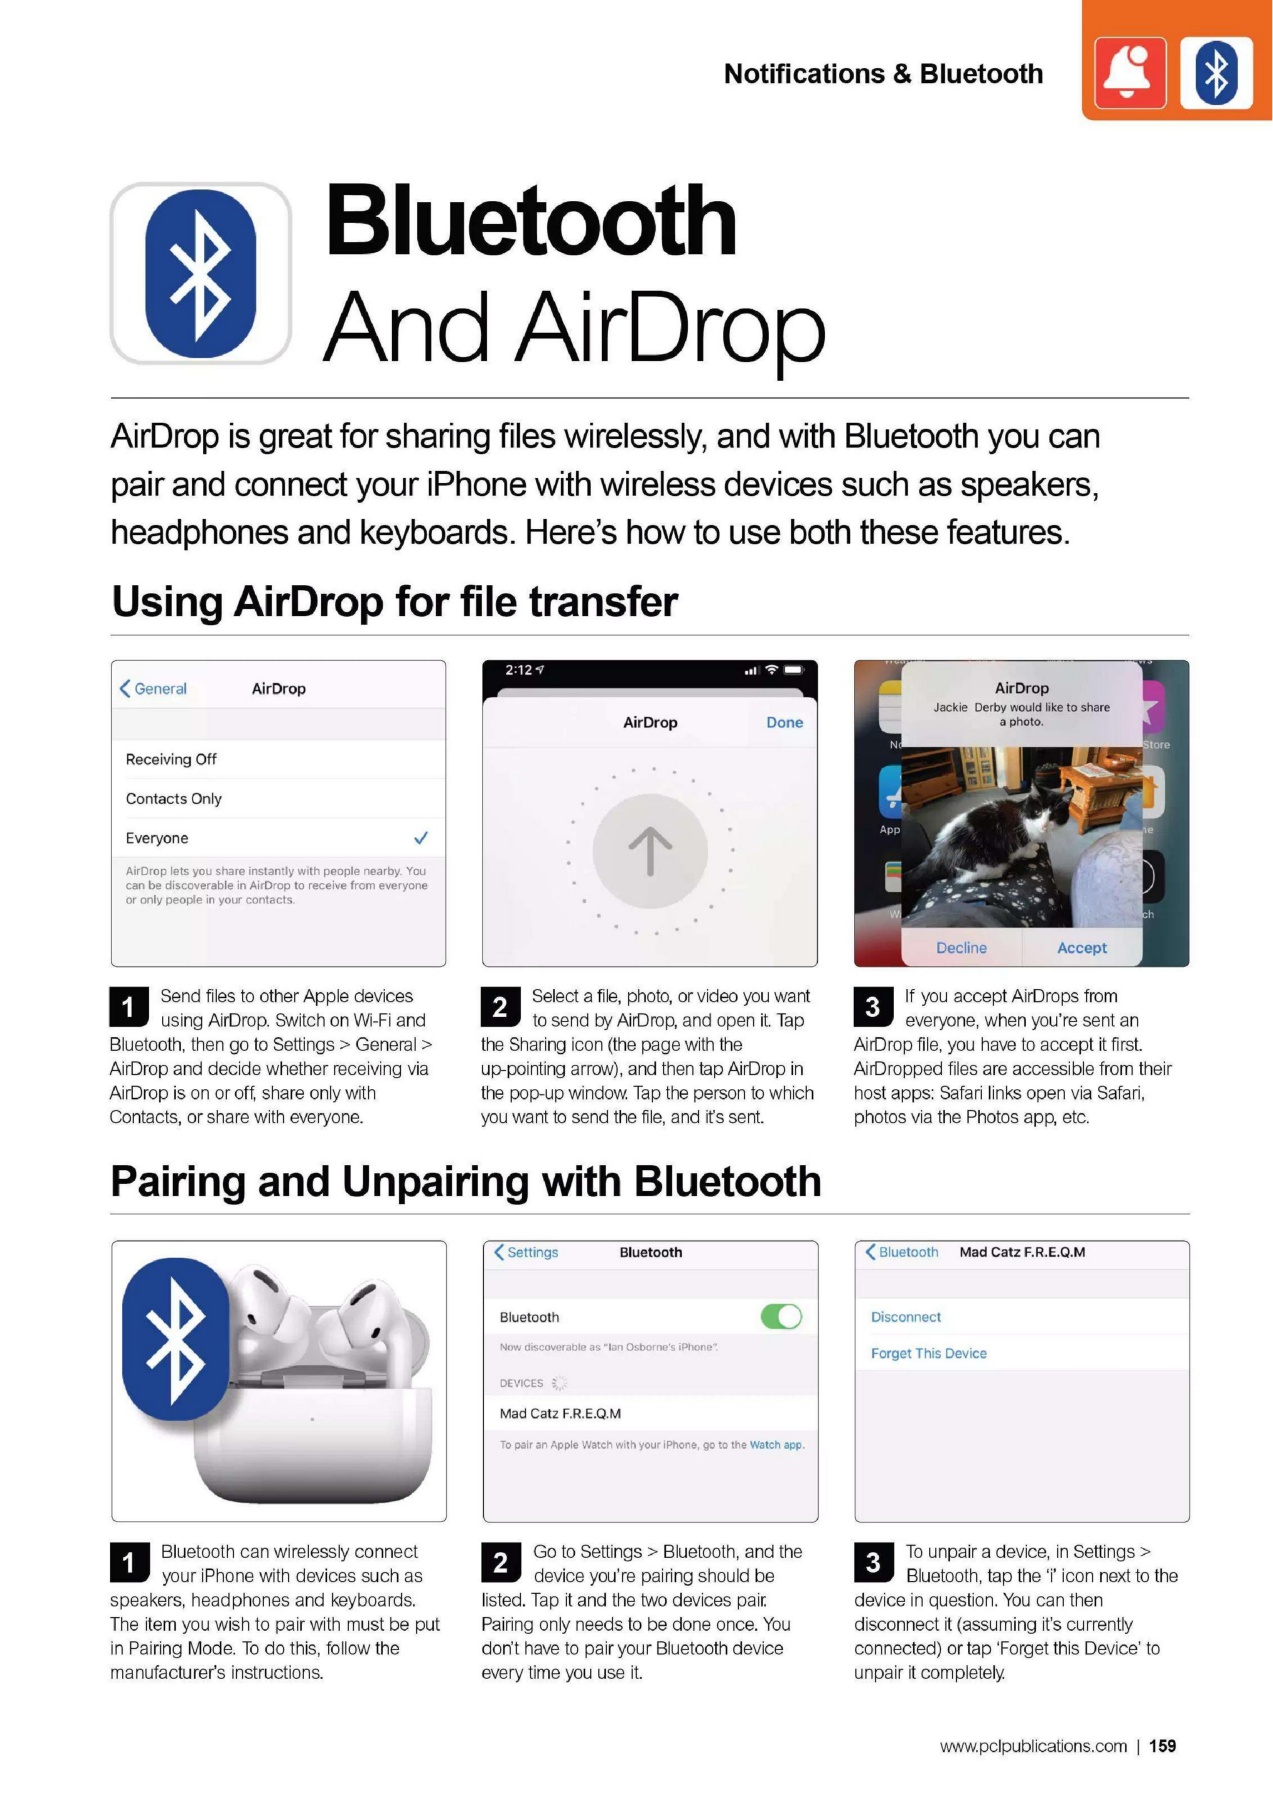 Notifications & Bluetooth
Bluetooth
And AirDrop
AirDrop is great for sharing files wirelessly, and with Bluetooth you can
pair and connect your iPhone with wireless devices such as speakers,
headphones and keyboards. Here's how to use both these features.
Using AirDrop for file transfer
General
AirDrop
Receiving Off
Contacts Only
Everyone
AirDrop lets you share instantly with people nearby. You
can be discoverable in AirDrop to receive from everyone
or only people in your contacts.
2:12
AirDrop
Done
AirDrop
Jackie Derby would like to share
a photo.
Store
App
Decline
Accept
1 Send files to other Apple devices
using AirDrop. Switch on Wi-Fi and
Bluetooth, then go to Settings > General >
AirDrop and decide whether receiving via
AirDrop is on or off, share only with
Contacts, or share with everyone.
2 Select a file, photo, or video you want
to send by AirDrop, and open it. Tap
the Sharing icon (the page with the
up-pointing arrow), and then tap AirDrop in
the pop-up window. Tap the person to which
you want to send the file, and it's sent.
3 If you accept AirDrops from
everyone, when you're sent an
AirDrop file, you have to accept it first.
AirDropped files are accessible from their
host apps: Safari links open via Safari,
photos via the Photos app, etc.
Pairing and Unpairing with Bluetooth
Settings
Bluetooth
Bluetooth
Now discoverable as "Ian Osborne's iPhone".
DEVICES
Mad Catz F.R.E.Q.M
To pair an Apple Watch with your iPhone, go to the Watch app.
Bluetooth
Mad Catz F.R.E.Q.M
Disconnect
Forget This Device
1 Bluetooth can wirelessly connect
your iPhone with devices such as
speakers, headphones and keyboards.
The item you wish to pair with must be put
in Pairing Mode. To do this, follow the
manufacturer's instructions.
2 Go to Settings > Bluetooth, and the
device you're pairing should be
listed. Tap it and the two devices pair.
Pairing only needs to be done once. You
don't have to pair your Bluetooth device
every time you use it.
3 To unpair a device, in Settings >
Bluetooth, tap the 'i' icon next to the
device in question. You can then
disconnect it (assuming it's currently
connected) or tap 'Forget this Device' to
unpair it completely.
www.pclpublications.com | 159